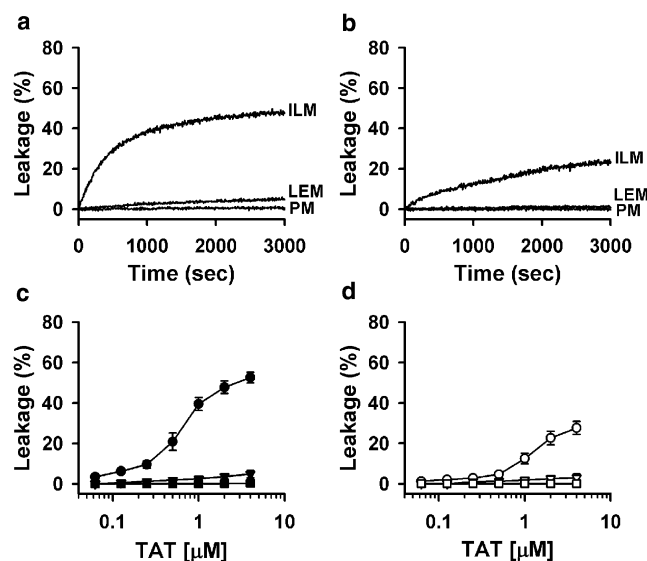 a
80
60
40
20
0
Leakage (%)
ILM
LEM
PM
0 1000 2000 3000
Time (sec)
b
80
60
40
20
0
Leakage (%)
ILM
LEM
PM
0 1000 2000 3000
Time (sec)
c
80
60
40
20
0
Leakage (%)
0.1 1 10
TAT [µM]
d
80
60
40
20
0
Leakage (%)
0.1 1 10
TAT [µM]